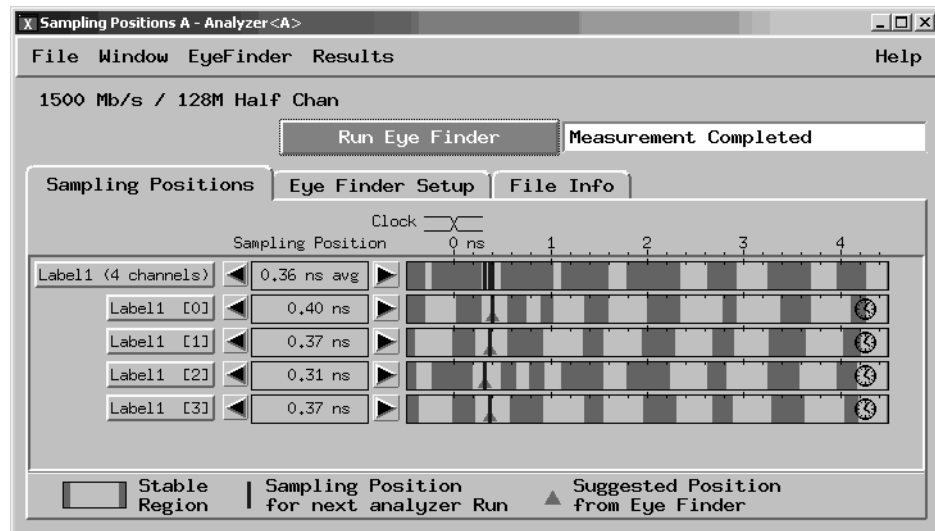 X Sampling Positions A - Analyzer<A>
File Window EyeFinder Results Help
1500 Mb/s / 128M Half Chan
Run Eye Finder Measurement Completed
Sampling Positions Eye Finder Setup File Info
Clock
Sampling Position 0 ns 1 2 3 4
Label1 (4 channels) 0.36 ns avg
Label1 [0] 0.40 ns
Label1 [1] 0.37 ns
Label1 [2] 0.31 ns
Label1 [3] 0.37 ns
Stable Sampling Position Suggested Position
Region for next analyzer Run from Eye Finder